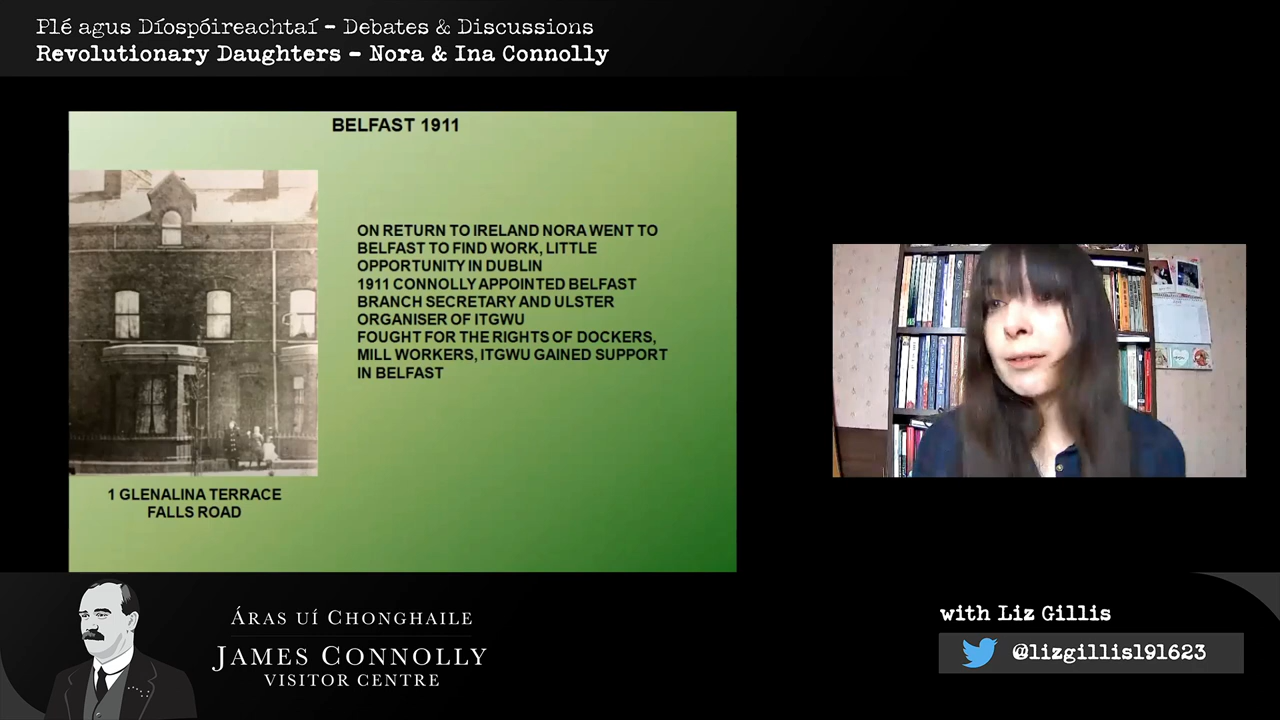 Plé agus Díospóireachtaí – Debates & Discussions
Revolutionary Daughters – Nora & Ina Connolly
BELFAST 1911
ON RETURN TO IRELAND NORA WENT TO
BELFAST TO FIND WORK, LITTLE
OPPORTUNITY IN DUBLIN
1911 CONNOLLY APPOINTED BELFAST
BRANCH SECRETARY AND ULSTER
ORGANISER OF ITGWU
FOUGHT FOR THE RIGHTS OF DOCKERS,
MILL WORKERS, ITGWU GAINED SUPPORT
IN BELFAST
1 GLENALINA TERRACE
FALLS ROAD
ÁRAS UÍ CHONGHAILE
JAMES CONNOLLY
VISITOR CENTRE
with Liz Gillis
@lizgillis191623